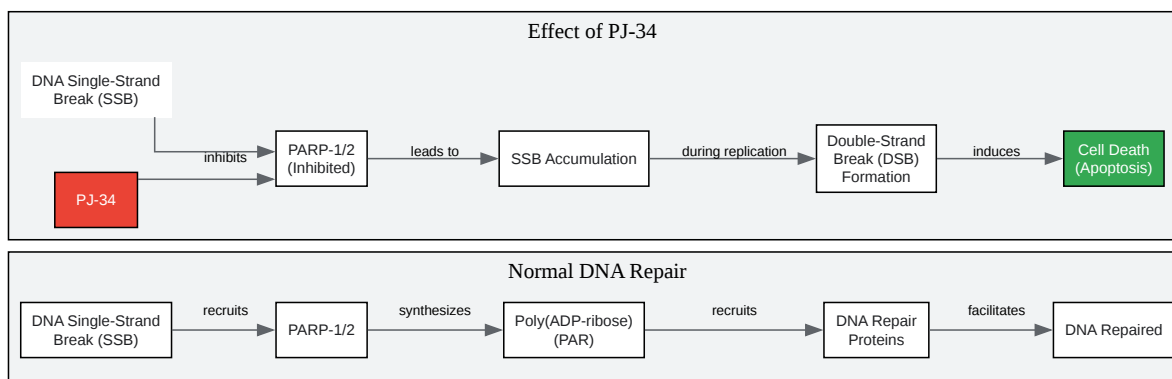 Effect of PJ-34
DNA Single-Strand
Break (SSB)
inhibits
PJ-34
PARP-1/2
(Inhibited)
leads to
SSB Accumulation
during replication
Double-Strand
Break (DSB)
Formation
induces
Cell Death
(Apoptosis)
Normal DNA Repair
DNA Single-Strand
Break (SSB)
recruits
PARP-1/2
synthesizes
Poly(ADP-ribose)
(PAR)
recruits
DNA Repair
Proteins
facilitates
DNA Repaired